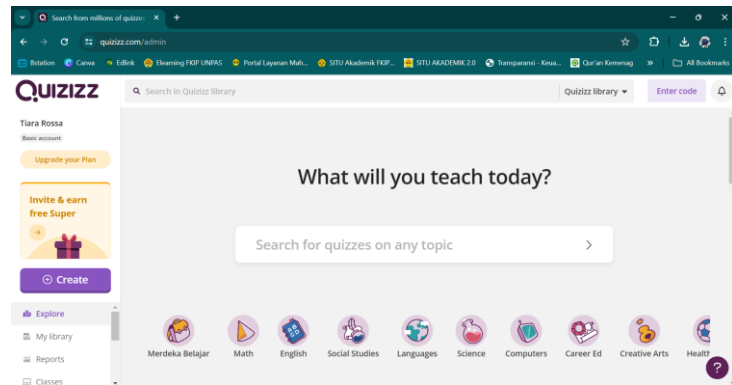 Search from millions of quizzes
quizizz.com/admin
Bstation Canva Edlink Elearning FKIP UNPAS Portal Layanan Mah... SITU Akademik FKIP... SITU AKADEMIK 2.0 Transparansi - Keua... Qur'an Kemenag All Bookmarks
QUIZIZZ
Search in Quizizz library
Quizizz library
Enter code
Tiara Rossa
Basic account
Upgrade your Plan
Invite & earn
free Super
Create
Explore
My library
Reports
Classes
What will you teach today?
Search for quizzes on any topic
Merdeka Belajar Math English Social Studies Languages Science Computers Career Ed Creative Arts Health
?